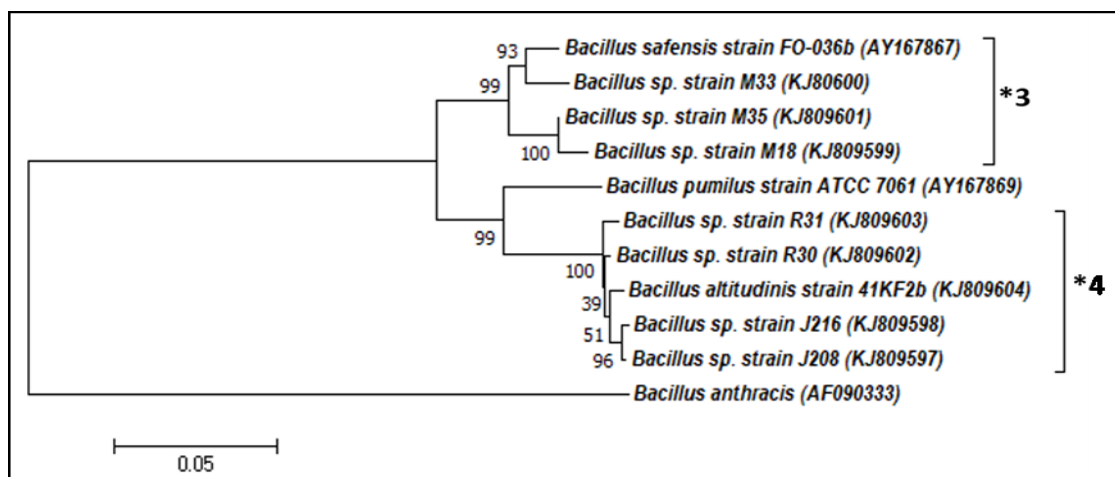 93
Bacillus safensis strain FO-036b (AY167867)
99
Bacillus sp. strain M33 (KJ80600)
*3
Bacillus sp. strain M35 (KJ809601)
100
Bacillus sp. strain M18 (KJ809599)
Bacillus pumilus strain ATCC 7061 (AY167869)
99
Bacillus sp. strain R31 (KJ809603)
Bacillus sp. strain R30 (KJ809602)
100
*4
Bacillus altitudinis strain 41KF2b (KJ809604)
39
Bacillus sp. strain J216 (KJ809598)
51
Bacillus sp. strain J208 (KJ809597)
96
Bacillus anthracis (AF090333)
0.05